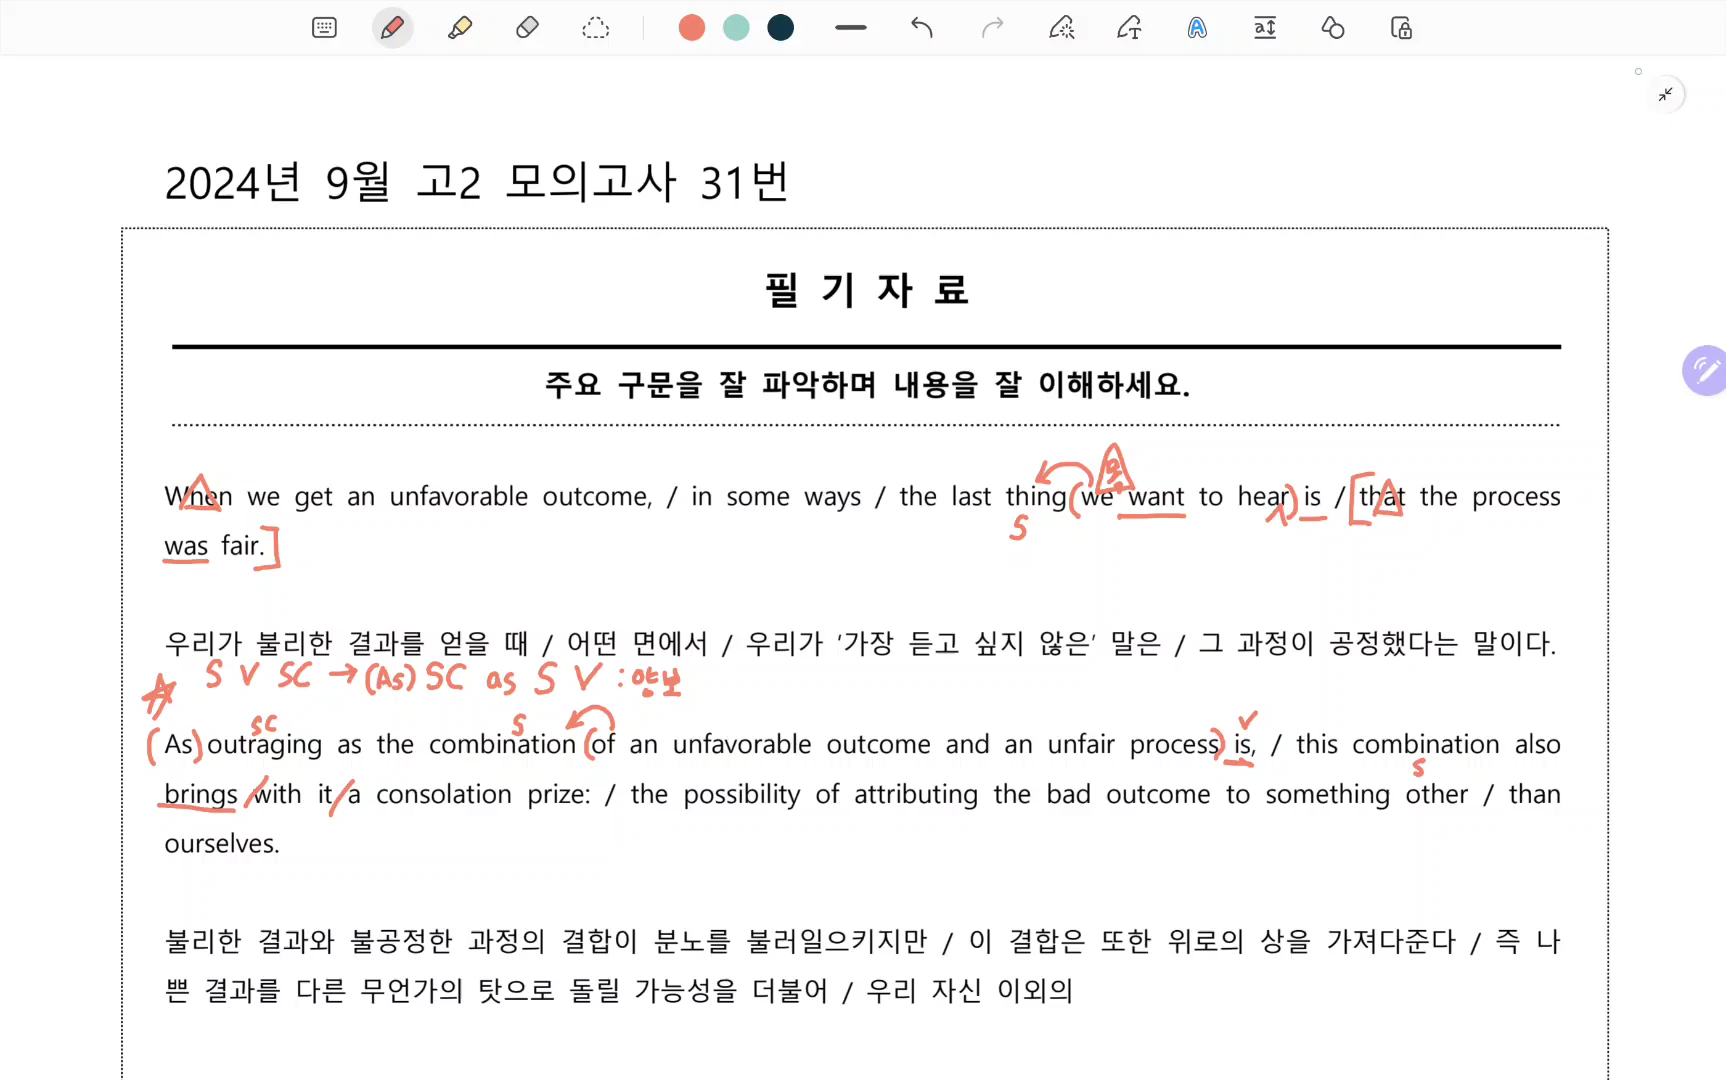 2024년 9월 고2 모의고사 31번
필 기 자 료
주요 구문을 잘 파악하며 내용을 잘 이해하세요.
목
When we get an unfavorable outcome, / in some ways / the last thing (we want to hear) is / [that the process
S
was fair.]
우리가 불리한 결과를 얻을 때 / 어떤 면에서 / 우리가 '가장 듣고 싶지 않은' 말은 / 그 과정이 공정했다는 말이다.
☆ S V SC → (As) SC as S V : 양보
SC S V
(As) outraging as the combination (of an unfavorable outcome and an unfair process) is, / this combination also
S
brings / with it / a consolation prize: / the possibility of attributing the bad outcome to something other / than
ourselves.
불리한 결과와 불공정한 과정의 결합이 분노를 불러일으키지만 / 이 결합은 또한 위로의 상을 가져다준다 / 즉 나
쁜 결과를 다른 무언가의 탓으로 돌릴 가능성을 더불어 / 우리 자신 이외의